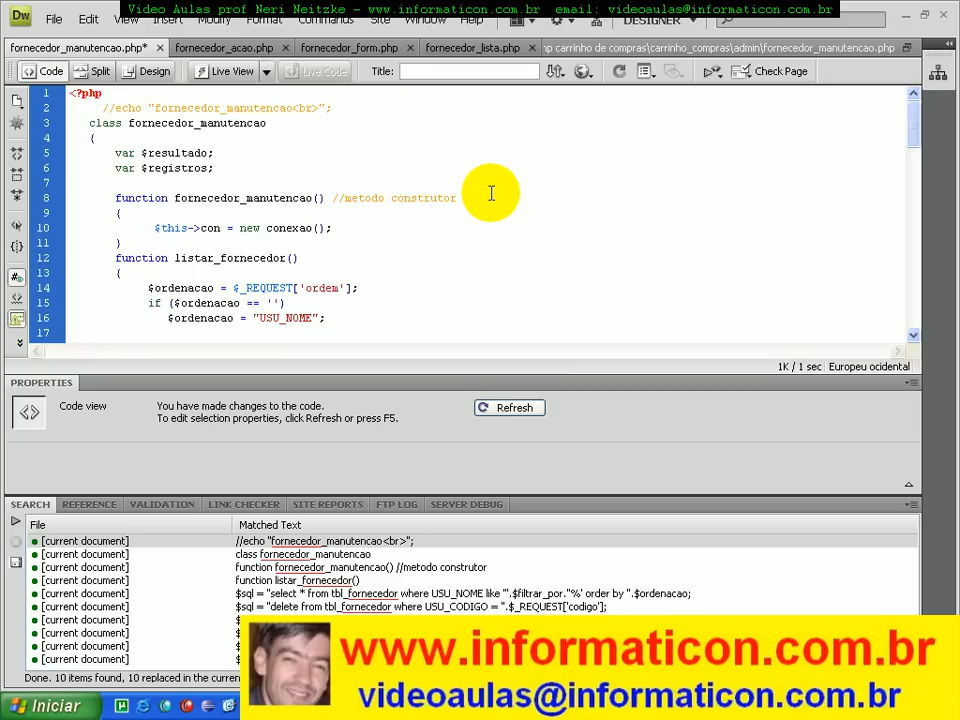 Video Aulas prof Neri Neitzke – www.informaticon.com.br email: videoaulas@informaticon.com.br
Dw File Edit View Insert Modify Format Commands Site Window Help DESIGNER
fornecedor_manutencao.php* fornecedor_acao.php fornecedor_form.php fornecedor_lista.php hp carrinho de compras\carrinho_compras\admin\fornecedor_manutencao.php
Code Split Design Live View Live Code Title: Check Page
1 <?php
2 //echo "fornecedor_manutencao<br>";
3 class fornecedor_manutencao
4 {
5 var $resultado;
6 var $registros;
7
8 function fornecedor_manutencao() //metodo construtor
9 {
10 $this->con = new conexao();
11 }
12 function listar_fornecedor()
13 {
14 $ordenacao = $_REQUEST['ordem'];
15 if ($ordenacao == '')
16 $ordenacao = "USU_NOME";
17
1K / 1 sec Europeu ocidental
PROPERTIES
Code view You have made changes to the code.
To edit selection properties, click Refresh or press F5.
Refresh
SEARCH REFERENCE VALIDATION LINK CHECKER SITE REPORTS FTP LOG SERVER DEBUG
File Matched Text
[current document] //echo "fornecedor_manutencao<br>";
[current document] class fornecedor_manutencao
[current document] function fornecedor_manutencao() //metodo construtor
[current document] function listar_fornecedor()
[current document] $sql = "select * from tbl_fornecedor where USU_NOME like '".$filtrar_por."%' order by ".$ordenacao;
[current document] $sql = "delete from tbl_fornecedor where USU_CODIGO = ".$_REQUEST['codigo'];
[current document]
[current document]
[current document]
[current document]
Done. 10 items found, 10 replaced in the curren
www.informaticon.com.br
videoaulas@informaticon.com.br
Iniciar